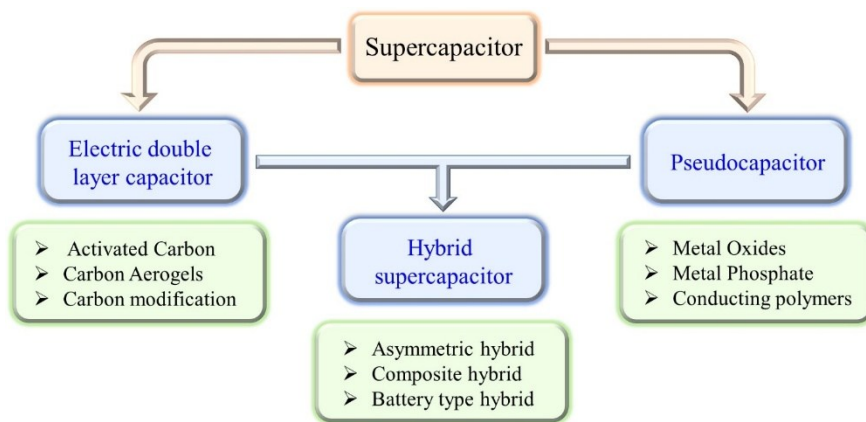 Supercapacitor
Electric double
layer capacitor
Pseudocapacitor
➢ Activated Carbon
➢ Carbon Aerogels
➢ Carbon modification
Hybrid
supercapacitor
➢ Metal Oxides
➢ Metal Phosphate
➢ Conducting polymers
➢ Asymmetric hybrid
➢ Composite hybrid
➢ Battery type hybrid